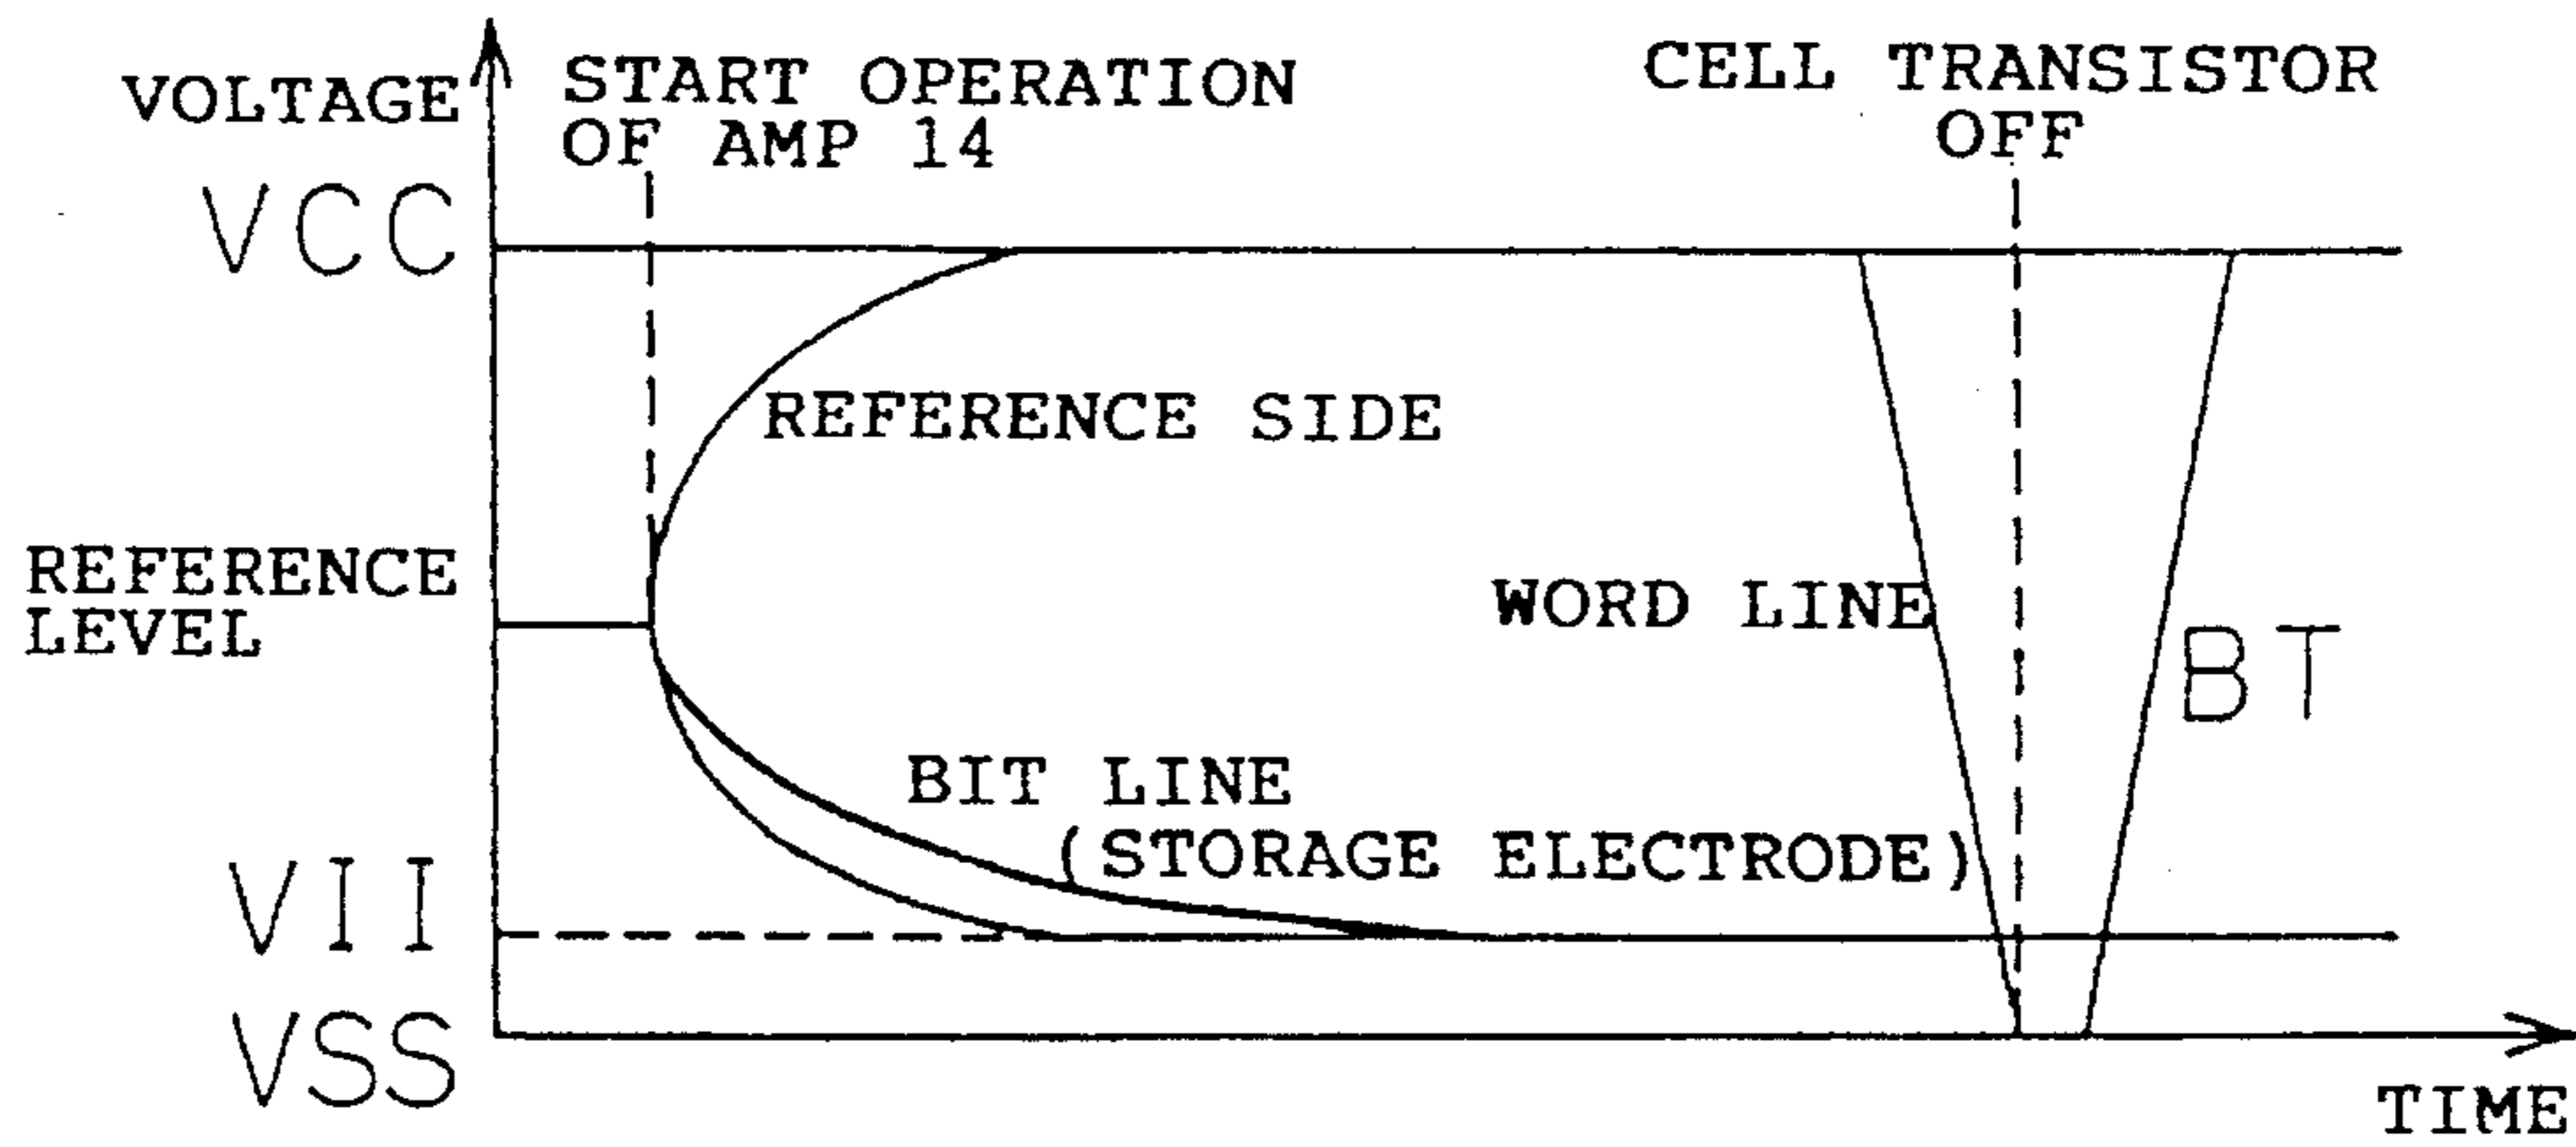 VOLTAGE
START OPERATION
OF AMP 14
CELL TRANSISTOR
OFF
VCC
REFERENCE SIDE
REFERENCE
LEVEL
WORD LINE
BT
BIT LINE
(STORAGE ELECTRODE)
VII
VSS
TIME